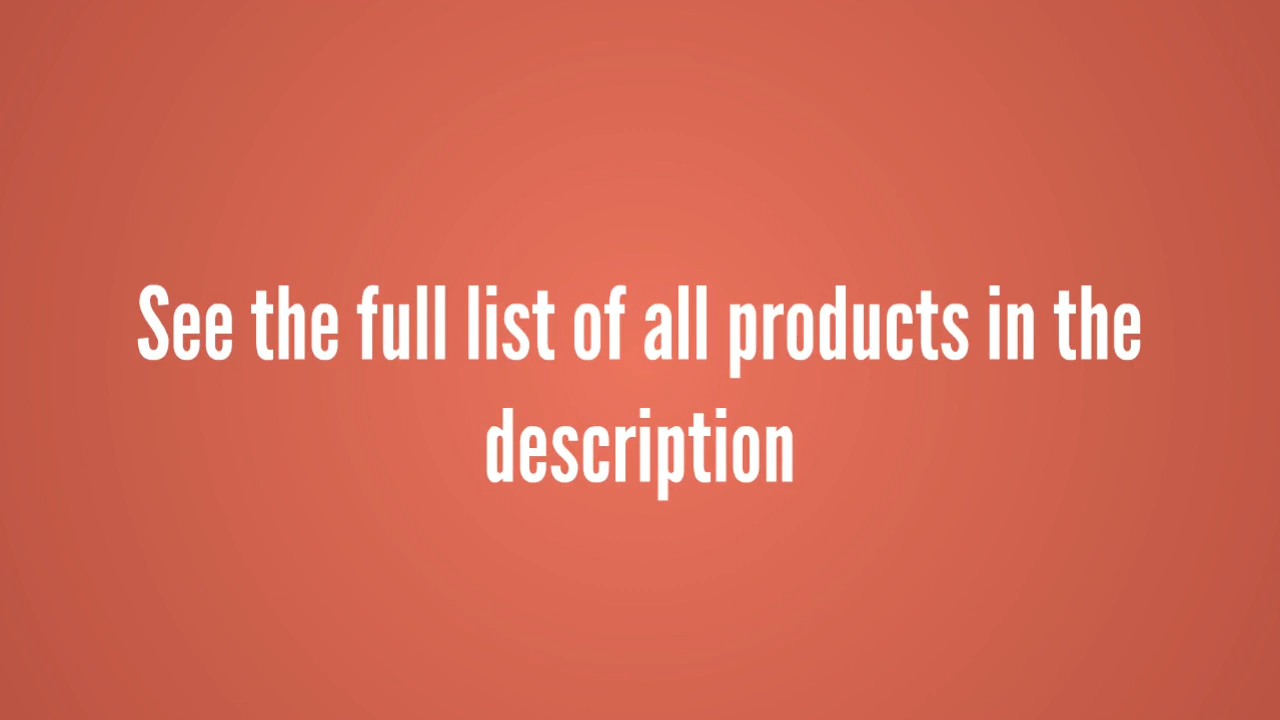 See the full list of all products in the
description